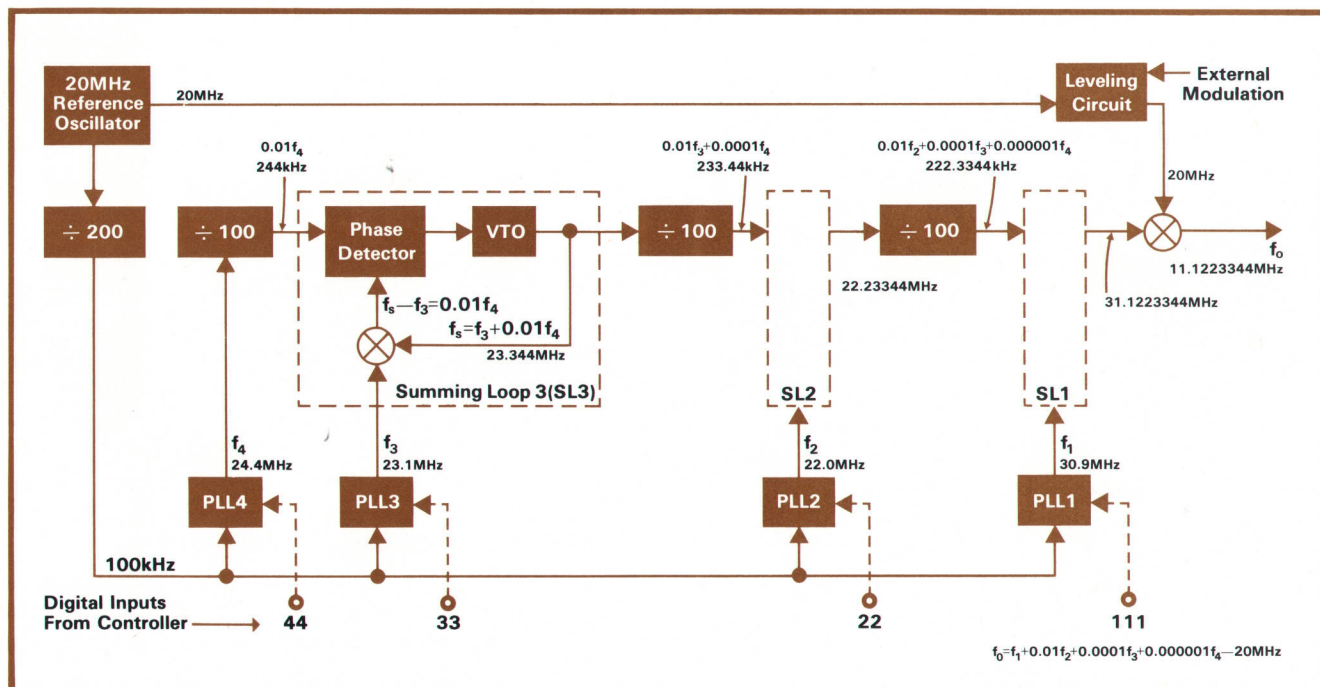 20MHz
Reference
Oscillator
20MHz
Leveling
Circuit
External
Modulation
0.01f4
244kHz
0.01f3+0.0001f4
233.44kHz
0.01f2+0.0001f3+0.000001f4
222.3344kHz
20MHz
÷ 200
÷ 100
Phase
Detector
VTO
÷ 100
÷ 100
fo
11.1223344MHz
22.23344MHz
31.1223344MHz
fs—f3=0.01f4
fs=f3+0.01f4
23.344MHz
Summing Loop 3(SL3)
SL2
SL1
f4
24.4MHz
f3
23.1MHz
f2
22.0MHz
f1
30.9MHz
PLL4
PLL3
PLL2
PLL1
100kHz
Digital Inputs
From Controller
44
33
22
111
f0=f1+0.01f2+0.0001f3+0.000001f4—20MHz